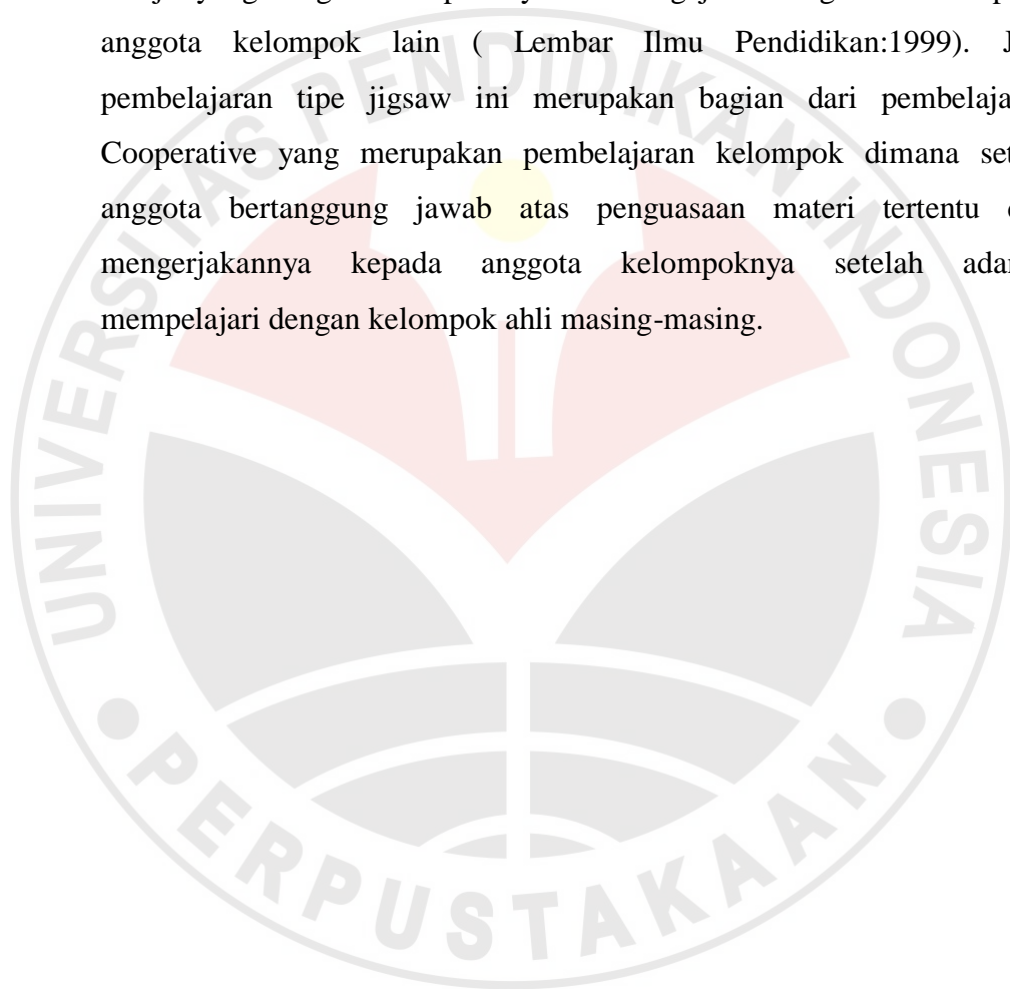 anggota kelompok lain ( Lembar Ilmu Pendidikan:1999).
pembelajaran tipe jigsaw ini merupakan bagian dari
Cooperative yang merupakan pembelajaran kelompok dimana
anggota bertanggung jawab atas penguasaan materi tertentu
mengerjakannya kepada anggota kelompoknya setelah
mempelajari dengan kelompok ahli masing-masing.
UNIVERSITAS PENDIDIKAN INDONESIA
PERPUSTAKAAN